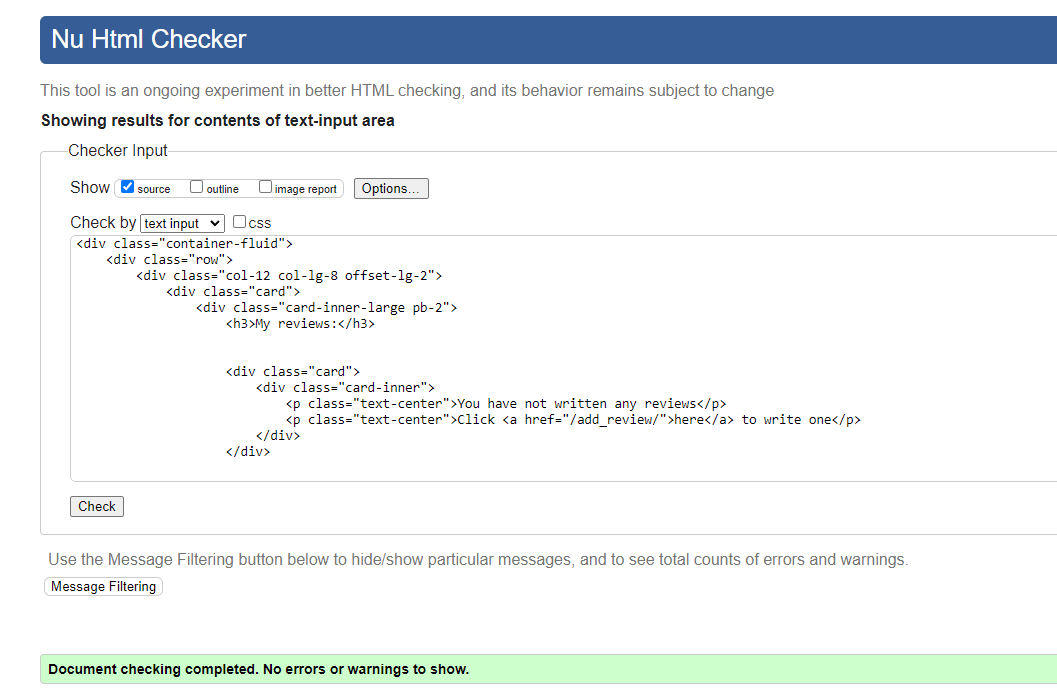 Nu Html Checker
This tool is an ongoing experiment in better HTML checking, and its behavior remains subject to change
Showing results for contents of text-input area
Checker Input
Show source outline image report Options...
Check by text input css
<div class="container-fluid">
    <div class="row">
        <div class="col-12 col-lg-8 offset-lg-2">
            <div class="card">
                <div class="card-inner-large pb-2">
                    <h3>My reviews:</h3>
                    <div class="card">
                        <div class="card-inner">
                            <p class="text-center">You have not written any reviews</p>
                            <p class="text-center">Click <a href="/add_review/">here</a> to write one</p>
                        </div>
                    </div>
Check
Use the Message Filtering button below to hide/show particular messages, and to see total counts of errors and warnings.
Message Filtering
Document checking completed. No errors or warnings to show.